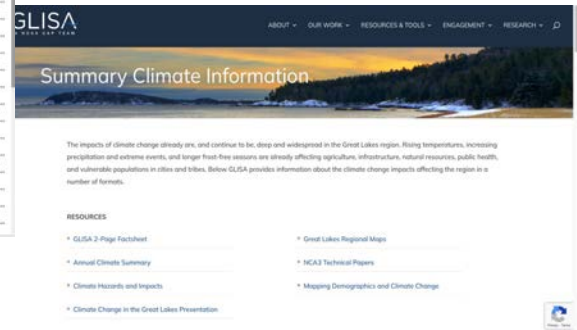 GLISA
A NOAA CAP TEAM
ABOUT OUR WORK RESOURCES & TOOLS ENGAGEMENT RESEARCH
Summary Climate Information
The impacts of climate change already are, and continue to be, deep and widespread in the Great Lakes region. Rising temperatures, increasing
precipitation and extreme events, and longer frost-free seasons are already affecting agriculture, infrastructure, natural resources, public health,
and vulnerable populations in cities and tribes. Below GLISA provides information about the climate change impacts affecting the region in a
number of formats.
RESOURCES
GLISA 2-Page Factsheet
Great Lakes Regional Maps
Annual Climate Summary
NCA3 Technical Papers
Climate Hazards and Impacts
Mapping Demographics and Climate Change
Climate Change in the Great Lakes Presentation
Privacy - Terms